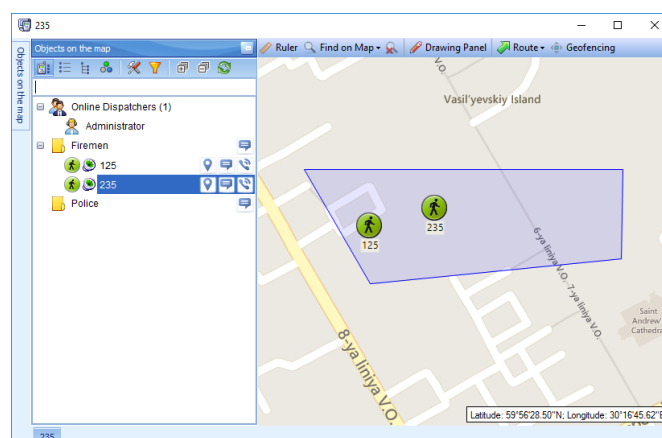 235
Objects on the map
Objects on the map
Ruler Find on Map Drawing Panel Route Geofencing
Online Dispatchers (1)
Administrator
Firemen
125
235
Police
V.O.
Vasil'yevskiy Island
125
235
6-ya liniya V.O. 7-ya liniya V.O.
8-ya liniya V.O.
Saint
Andrew'
Cathedra
Latitude: 59°56'28.50"N; Longitude: 30°16'45.62"E
235